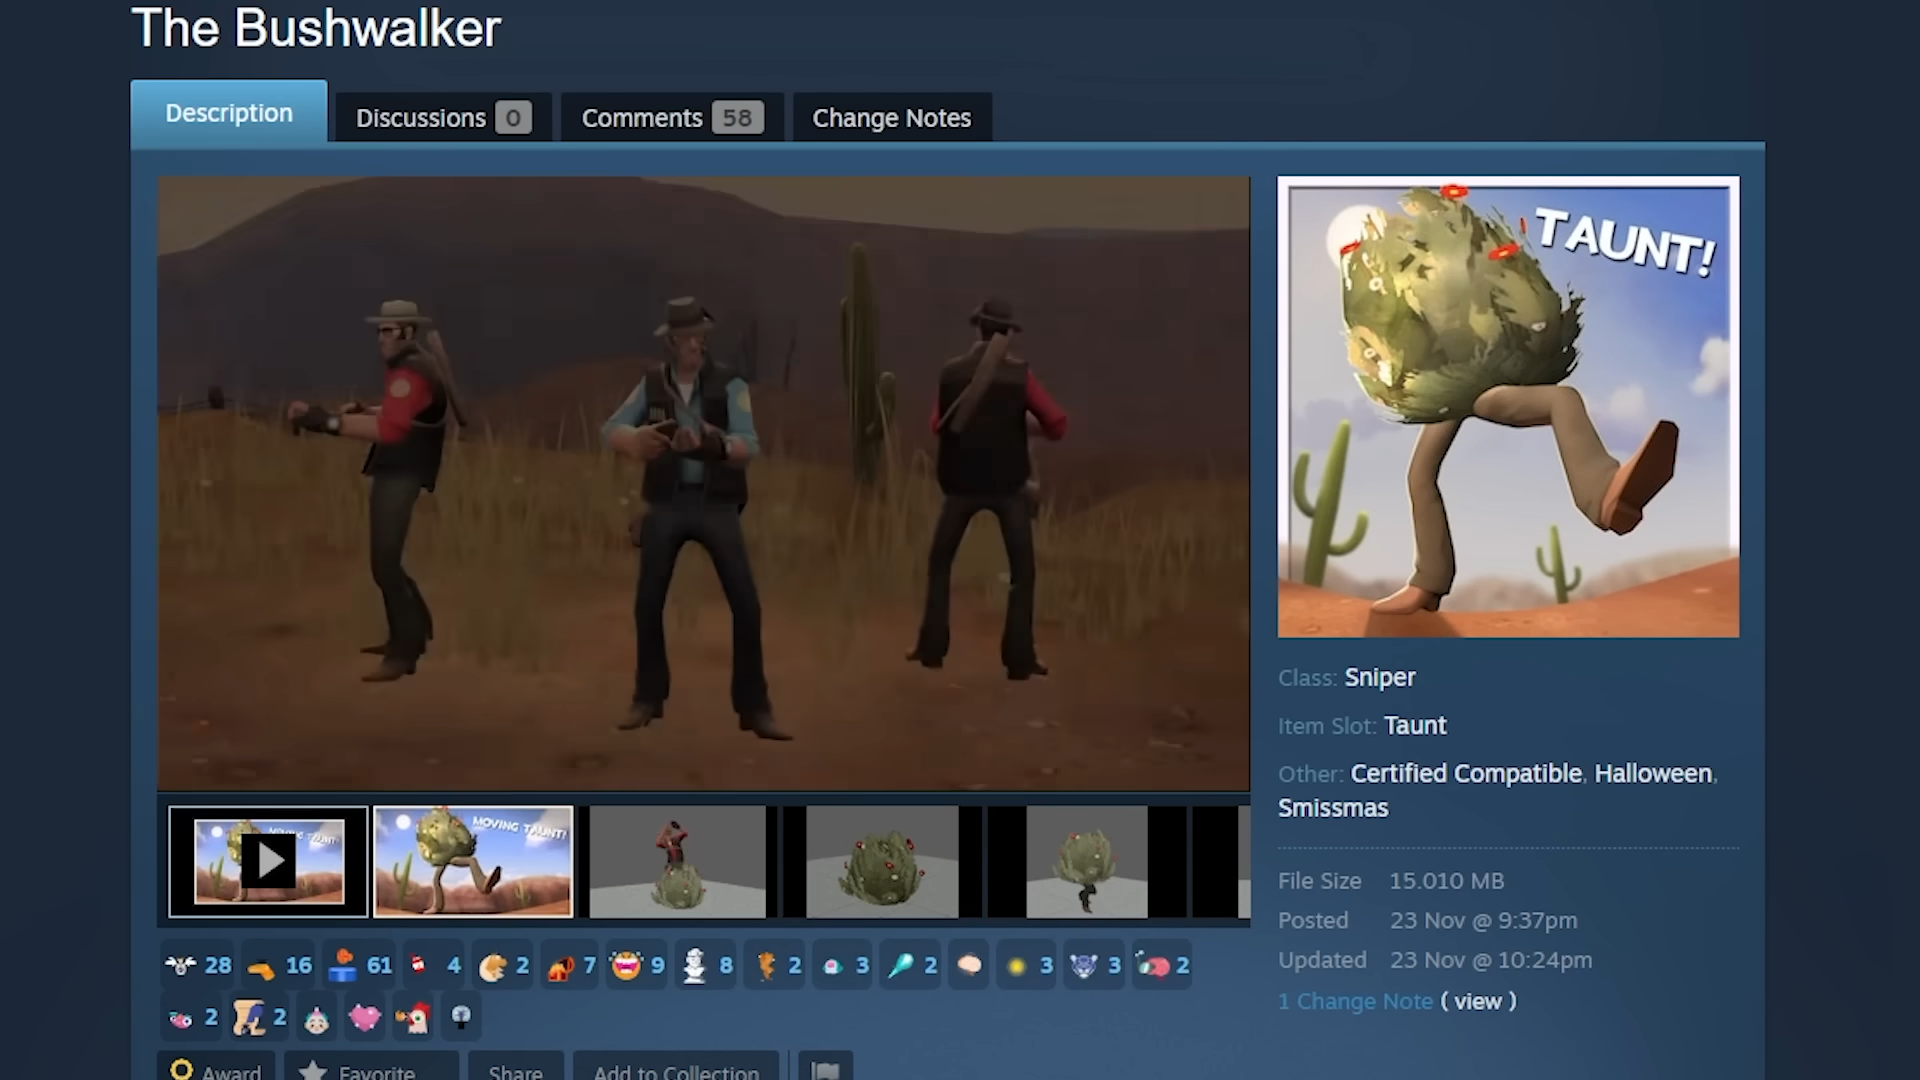 The Bushwalker
Description
Discussions 0
Comments 58
Change Notes
TAUNT!
Class: Sniper
Item Slot: Taunt
Other: Certified Compatible, Halloween,
Smissmas
MOVING TAUNT!
MOVING TAUNT!
File Size 15.010 MB
Posted 23 Nov @ 9:37pm
Updated 23 Nov @ 10:24pm
1 Change Note ( view )
28 16 61 4 2 7 9 8 2 3 2 3 3 2
2 2
Award Favorite Share Add to Collection